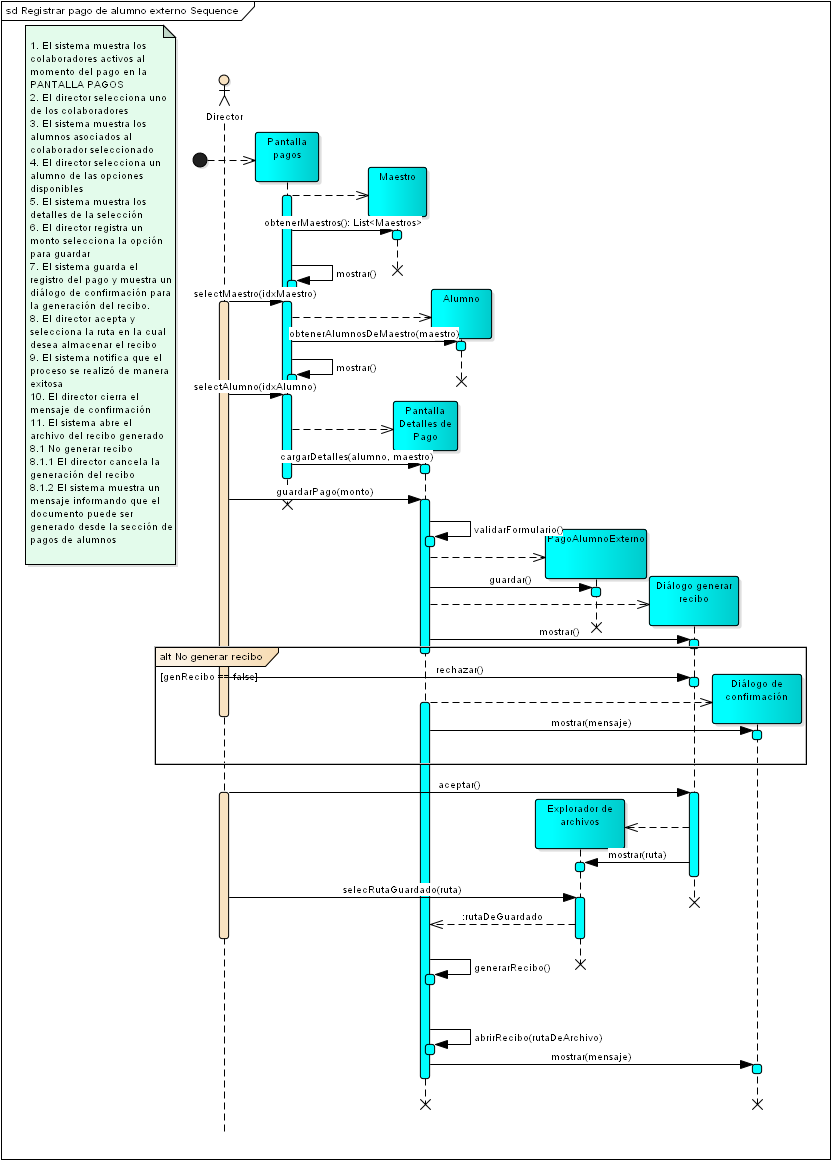 sd Registrar pago de alumno externo Sequence
1. El sistema muestra los
colaboradores activos al
momento del pago en la
PANTALLA PAGOS
2. El director selecciona uno
de los colaboradores
3. El sistema muestra los
alumnos asociados al
colaborador seleccionado
4. El director selecciona un
alumno de las opciones
disponibles
5. El sistema muestra los
detalles de la selección
6. El director registra un
monto selecciona la opción
para guardar
7. El sistema guarda el
registro del pago y muestra un
diálogo de confirmación para
la generación del recibo.
8. El director acepta y
selecciona la ruta en la cual
desea almacenar el recibo
9. El sistema notifica que el
proceso se realizó de manera
exitosa
10. El director cierra el
mensaje de confirmación
11. El sistema abre el
archivo del recibo generado
8.1 No generar recibo
8.1.1 El director cancela la
generación del recibo
8.1.2 El sistema muestra un
mensaje informando que el
documento puede ser
generado desde la sección de
pagos de alumnos
Director
Pantalla
pagos
Maestro
obtenerMaestros(): List<Maestros>
mostrar()
selectMaestro(idxMaestro)
Alumno
obtenerAlumnosDeMaestro(maestro)
mostrar()
selectAlumno(idxAlumno)
Pantalla
Detalles de
Pago
cargarDetalles(alumno, maestro)
guardarPago(monto)
validarFormulario()
PagoAlumnoExterno
guardar()
Diálogo generar
recibo
mostrar()
alt No generar recibo
[genRecibo == false]
rechazar()
Diálogo de
confirmación
mostrar(mensaje)
aceptar()
Explorador de
archivos
mostrar(ruta)
selecRutaGuardado(ruta)
:rutaDeGuardado
generarRecibo()
abrirRecibo(rutaDeArchivo)
mostrar(mensaje)